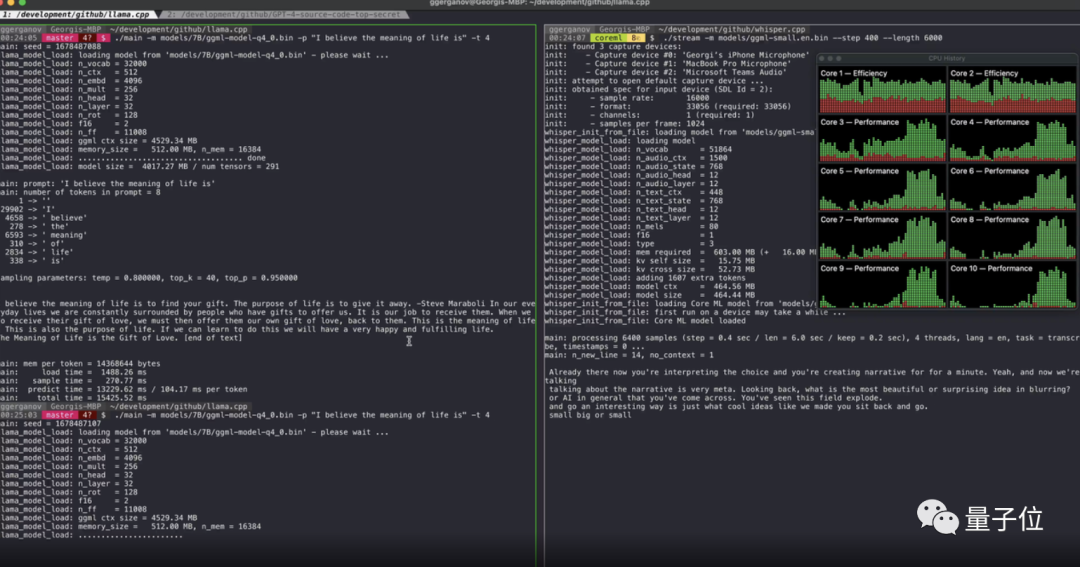 ggerganov@Georgis-MBP: ~/development/github/llama.cpp
1: /development/github/llama.cpp
2: /development/github/GPT-4-source-code-top-secret
ggerganov Georgis-MBP ~/development/github/llama.cpp
00:24:05 master 4? $ ./main -m models/7B/ggml-model-q4_0.bin -p "I believe the meaning of life is" -t 4
ain: seed = 1678487088
lama_model_load: loading model from 'models/7B/ggml-model-q4_0.bin' - please wait ...
lama_model_load: n_vocab = 32000
lama_model_load: n_ctx = 512
lama_model_load: n_embd = 4096
lama_model_load: n_mult = 256
lama_model_load: n_head = 32
lama_model_load: n_layer = 32
lama_model_load: n_rot = 128
lama_model_load: f16 = 2
lama_model_load: n_ff = 11008
lama_model_load: ggml ctx size = 4529.34 MB
lama_model_load: memory_size = 512.00 MB, n_mem = 16384
lama_model_load: .................................... done
lama_model_load: model size = 4017.27 MB / num tensors = 291
ain: prompt: 'I believe the meaning of life is'
ain: number of tokens in prompt = 8
1 -> ''
29902 -> 'I'
4658 -> ' believe'
278 -> ' the'
6593 -> ' meaning'
310 -> ' of'
2834 -> ' life'
338 -> ' is'
ampling parameters: temp = 0.800000, top_k = 40, top_p = 0.950000
believe the meaning of life is to find your gift. The purpose of life is to give it away. —Steve Maraboli In our eve
yday lives we are constantly surrounded by people who have gifts to offer us. It is our job to receive them. When we
o receive their gift of love, we must then offer them our own gift of love, back to them. This is the meaning of life
This is also the purpose of life. If we can learn to do this we will have a very happy and fulfilling life.
he Meaning of Life is the Gift of Love. [end of text]
ain: mem per token = 14368644 bytes
ain: load time = 1488.26 ms
ain: sample time = 270.77 ms
ain: predict time = 13229.62 ms / 104.17 ms per token
ain: total time = 15425.52 ms
ggerganov Georgis-MBP ~/development/github/llama.cpp
00:25:03 master 4? $ ./main -m models/7B/ggml-model-q4_0.bin -p "I believe the meaning of life is" -t 4
ain: seed = 1678487107
lama_model_load: loading model from 'models/7B/ggml-model-q4_0.bin' - please wait ...
lama_model_load: n_vocab = 32000
lama_model_load: n_ctx = 512
lama_model_load: n_embd = 4096
lama_model_load: n_mult = 256
lama_model_load: n_head = 32
lama_model_load: n_layer = 32
lama_model_load: n_rot = 128
lama_model_load: f16 = 2
lama_model_load: n_ff = 11008
lama_model_load: ggml ctx size = 4529.34 MB
lama_model_load: memory_size = 512.00 MB, n_mem = 16384
lama_model_load: ........................
ggerganov Georgis-MBP ~/development/github/whisper.cpp
00:24:07 coreml $ ./stream -m models/ggml-small.en.bin --step 400 --length 6000
init: found 3 capture devices:
init: - Capture device #0: 'Georgi's iPhone Microphone'
init: - Capture device #1: 'MacBook Pro Microphone'
init: - Capture device #2: 'Microsoft Teams Audio'
init: attempt to open default capture device ...
init: obtained spec for input device (SDL Id = 2):
init: - sample rate: 16000
init: - format: 33056 (required: 33056)
init: - channels: 1 (required: 1)
init: - samples per frame: 1024
whisper_init_from_file: loading model from 'models/ggml-sma
whisper_model_load: loading model
whisper_model_load: n_vocab = 51864
whisper_model_load: n_audio_ctx = 1500
whisper_model_load: n_audio_state = 768
whisper_model_load: n_audio_head = 12
whisper_model_load: n_audio_layer = 12
whisper_model_load: n_text_ctx = 448
whisper_model_load: n_text_state = 768
whisper_model_load: n_text_head = 12
whisper_model_load: n_text_layer = 12
whisper_model_load: n_mels = 80
whisper_model_load: f16 = 1
whisper_model_load: type = 3
whisper_model_load: mem required = 603.00 MB (+ 16.00 M
whisper_model_load: kv self size = 15.75 MB
whisper_model_load: kv cross size = 52.73 MB
whisper_model_load: adding 1607 extra tokens
whisper_model_load: model ctx = 464.56 MB
whisper_model_load: model size = 464.44 MB
whisper_init_from_file: loading Core ML model from 'models/
whisper_init_from_file: first run on a device may take a while ...
whisper_init_from_file: Core ML model loaded
main: processing 6400 samples (step = 0.4 sec / len = 6.0 sec / keep = 0.2 sec), 4 threads, lang = en, task = transcr
be, timestamps = 0 ...
main: n_new_line = 14, no_context = 1
Already there now you're interpreting the choice and you're creating narrative for for a minute. Yeah, and now we're
talking
talking about the narrative is very meta. Looking back, what is the most beautiful or surprising idea in blurring?
or AI in general that you've come across. You've seen this field explode.
and go an interesting way is just what cool ideas like we made you sit back and go.
small big or small
CPU History
Core 1 — Efficiency
Core 2 — Efficiency
Core 3 — Performance
Core 4 — Performance
Core 5 — Performance
Core 6 — Performance
Core 7 — Performance
Core 8 — Performance
Core 9 — Performance
Core 10 — Performance
量子位